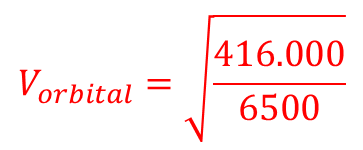 V_orbital = √(416.000/6500)